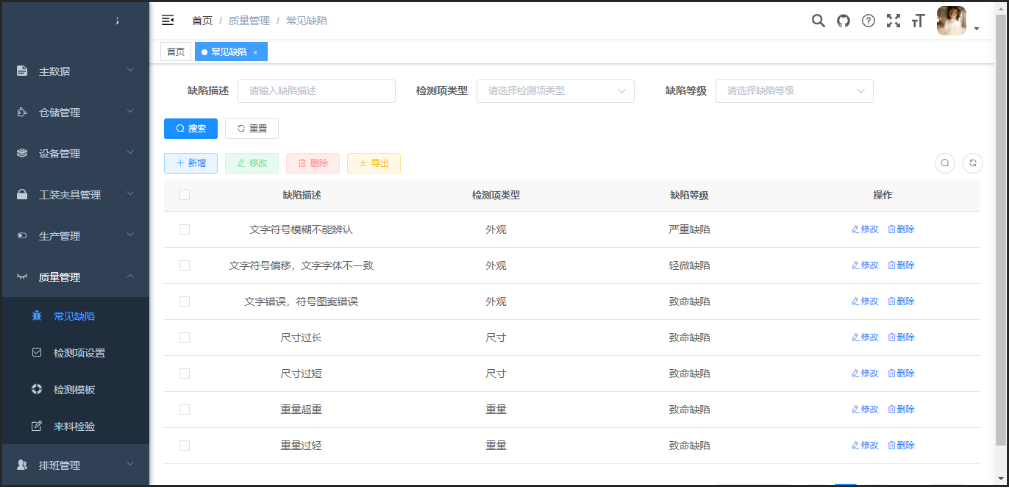 首页 / 质量管理 / 常见缺陷
首页
常见缺陷 ×
主数据
仓储管理
设备管理
工装夹具管理
生产管理
质量管理
常见缺陷
检测项设置
检测模板
来料检验
排班管理
缺陷描述 请输入缺陷描述 检测项类型 请选择检测项类型 缺陷等级 请选择缺陷等级
搜索 重置
新增 修改 删除 导出
缺陷描述 检测项类型 缺陷等级 操作
文字符号模糊不能辨认 外观 严重缺陷 修改 删除
文字符号偏移，文字字体不一致 外观 轻微缺陷 修改 删除
文字错误，符号图案错误 外观 致命缺陷 修改 删除
尺寸过长 尺寸 致命缺陷 修改 删除
尺寸过短 尺寸 致命缺陷 修改 删除
重量超重 重量 致命缺陷 修改 删除
重量过轻 重量 致命缺陷 修改 删除